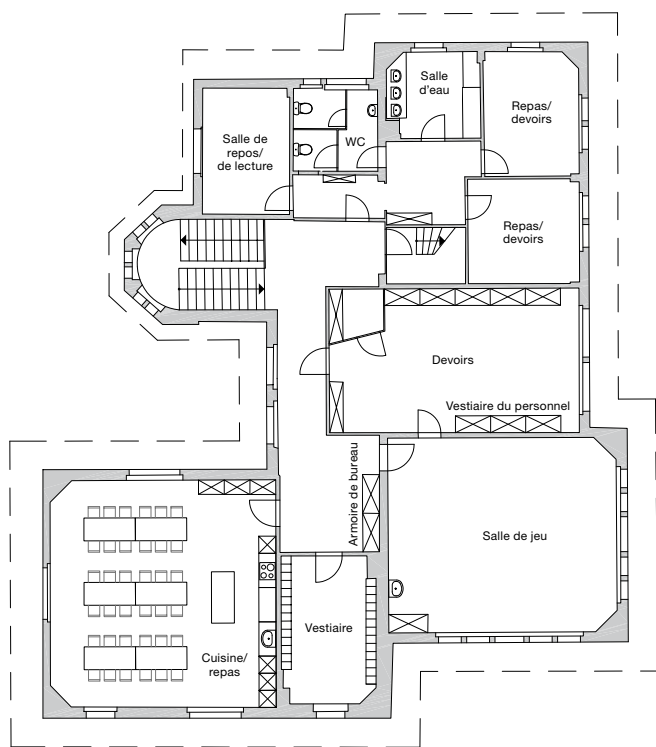 Salle
d'eau
Repas/
devoirs
WC
Salle de
repos/
de lecture
Repas/
devoirs
Devoirs
Vestiaire du personnel
Armoire de bureau
Salle de jeu
Vestiaire
Cuisine/
repas